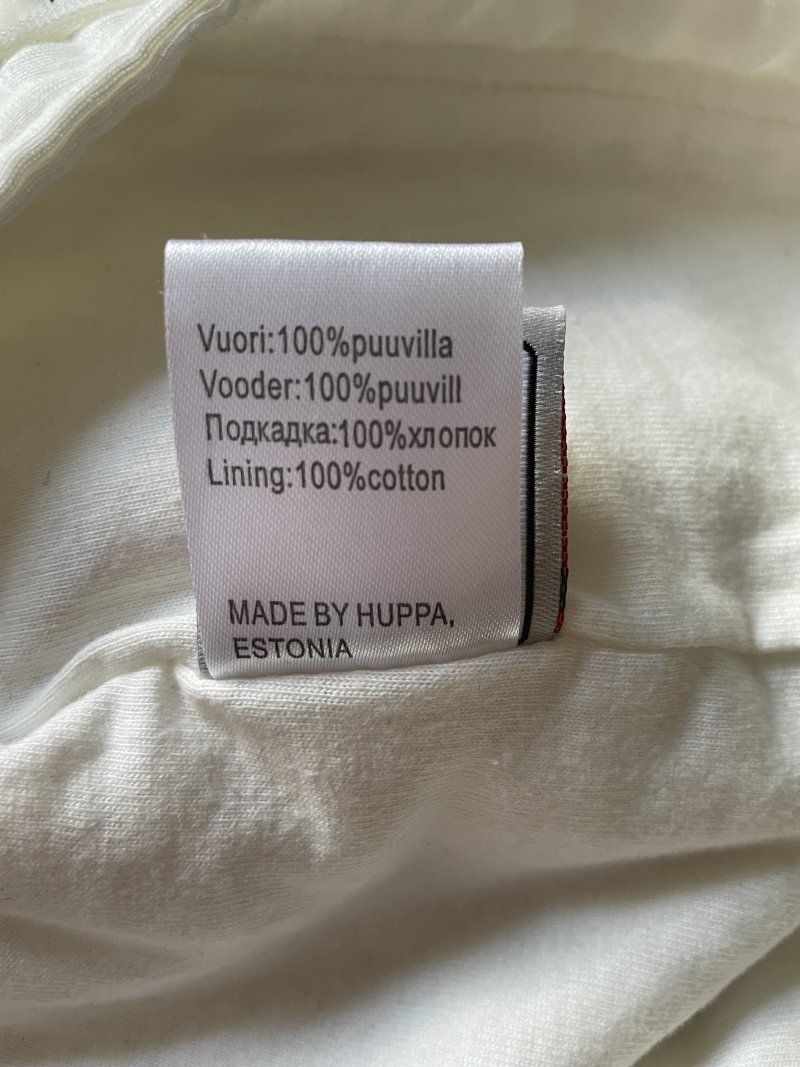 Vuori:100%puuvilla
Vooder:100%puuvill
Подкадка:100%хлопок
Lining:100%cotton
MADE BY HUPPA,
ESTONIA